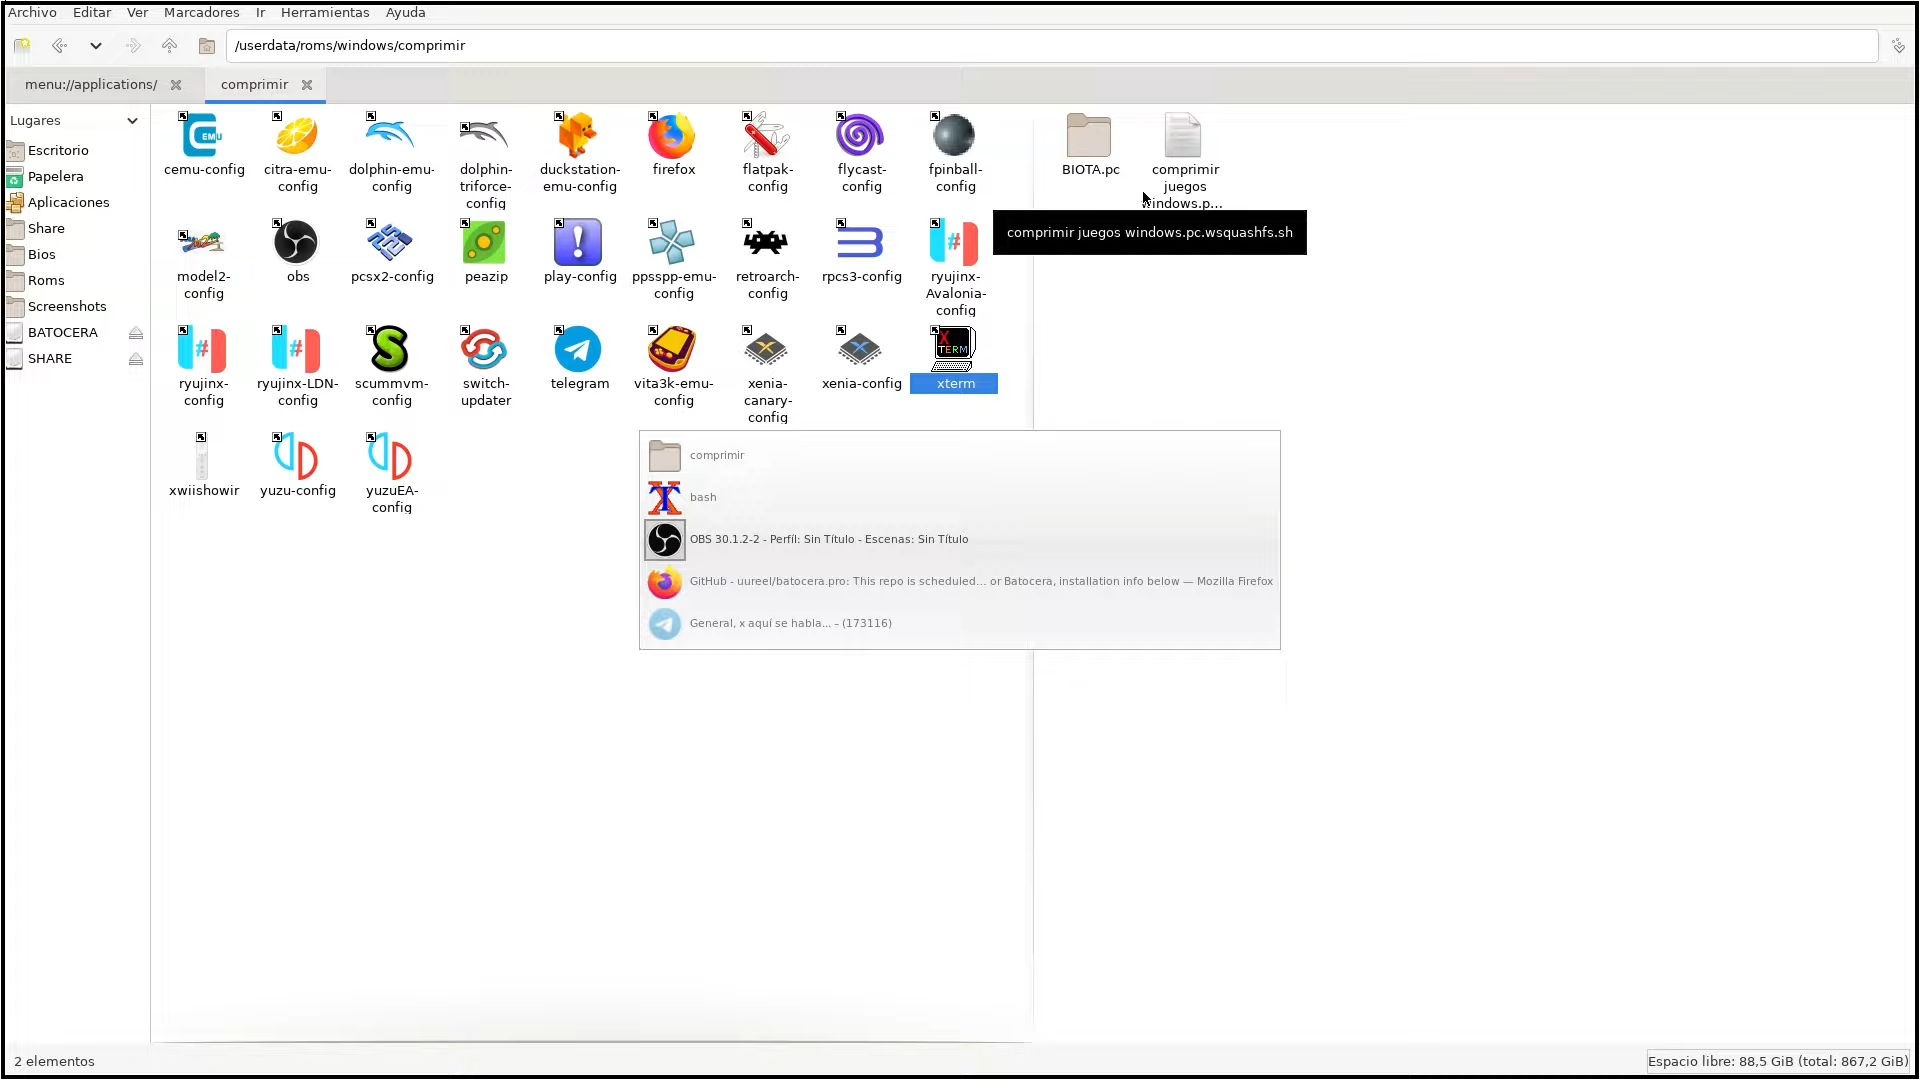 Archivo Editar Ver Marcadores Ir Herramientas Ayuda
/userdata/roms/windows/comprimir
menu://applications/ comprimir
Lugares
Escritorio
Papelera
Aplicaciones
Share
Bios
Roms
Screenshots
BATOCERA
SHARE
cemu-config
citra-emu-
config
dolphin-emu-
config
dolphin-
triforce-
config
duckstation-
emu-config
firefox
flatpak-
config
flycast-
config
fpinball-
config
model2-
config
obs
pcsx2-config
peazip
play-config
ppsspp-emu-
config
retroarch-
config
rpcs3-config
ryujinx-
Avalonia-
config
ryujinx-
config
ryujinx-LDN-
config
scummvm-
config
switch-
updater
telegram
vita3k-emu-
config
xenia-
canary-
config
xenia-config
xterm
xwiishowir
yuzu-config
yuzuEA-
config
BIOTA.pc
comprimir
juegos
windows.p...
comprimir juegos windows.pc.wsquashfs.sh
comprimir
bash
OBS 30.1.2-2 - Perfil: Sin Título - Escenas: Sin Título
GitHub - uureel/batocera.pro: This repo is scheduled... or Batocera, installation info below — Mozilla Firefox
General, x aquí se habla... – (173116)
2 elementos
Espacio libre: 88,5 GiB (total: 867,2 GiB)